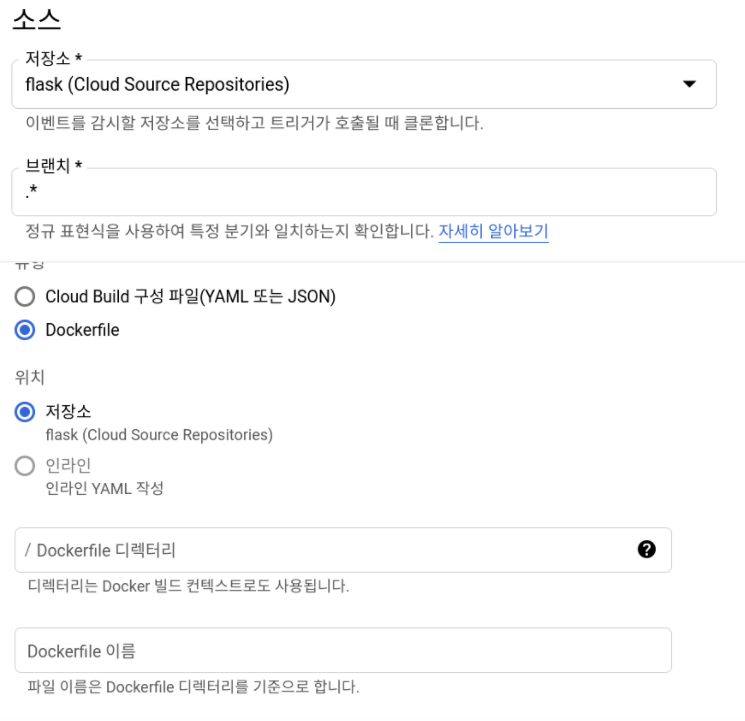 소스
저장소 *
flask (Cloud Source Repositories)
이벤트를 감시할 저장소를 선택하고 트리거가 호출될 때 클론합니다.
브랜치 *
.*
정규 표현식을 사용하여 특정 분기와 일치하는지 확인합니다. 자세히 알아보기
유형
Cloud Build 구성 파일(YAML 또는 JSON)
Dockerfile
위치
저장소
flask (Cloud Source Repositories)
인라인
인라인 YAML 작성
/ Dockerfile 디렉터리
디렉터리는 Docker 빌드 컨텍스트로도 사용됩니다.
Dockerfile 이름
파일 이름은 Dockerfile 디렉터리를 기준으로 합니다.